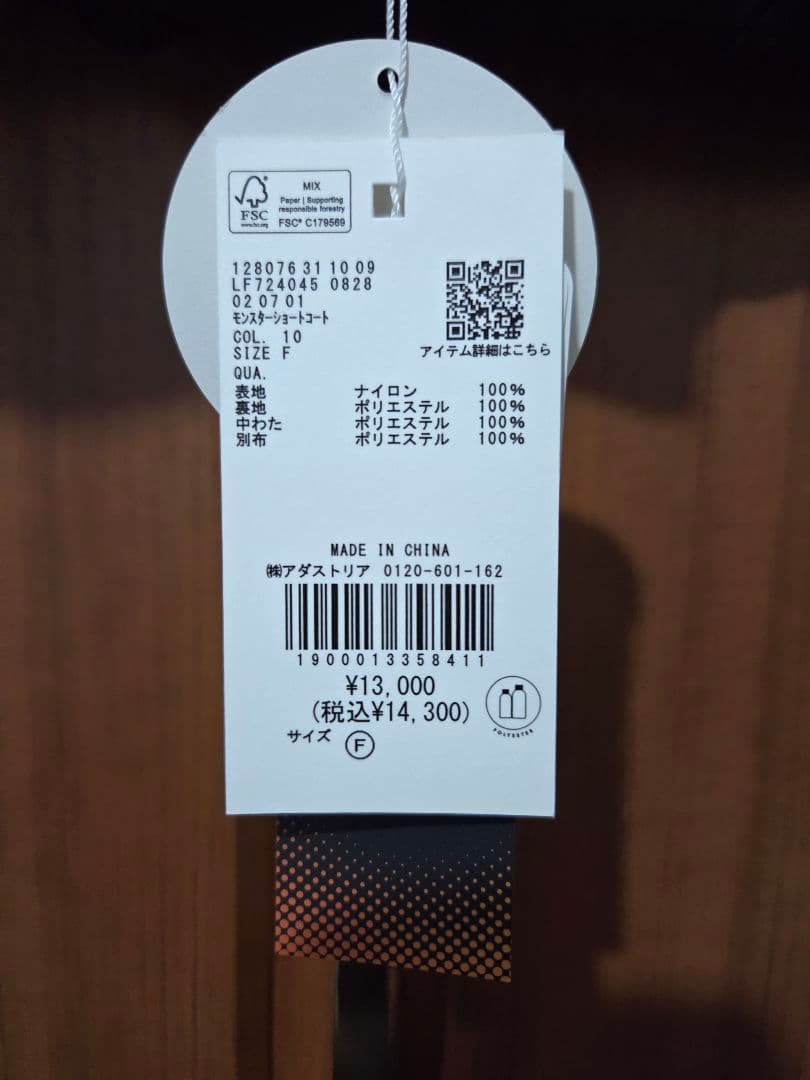 MIX
Paper | Supporting
responsible forestry
FSC® C179569
FSC
www.fsc.org
128076 31 10 09
LF724045 0828
02 07 01
ﾓﾝｽﾀｰｼｮｰﾄｺｰﾄ
COL. 10
SIZE F
アイテム詳細はこちら
QUA.
表地 ナイロン 100%
裏地 ポリエステル 100%
中わた ポリエステル 100%
別布 ポリエステル 100%
MADE IN CHINA
㈱アダストリア 0120-601-162
1900013358411
¥13,000
(税込¥14,300)
サイズ Ⓕ
POLYESTER